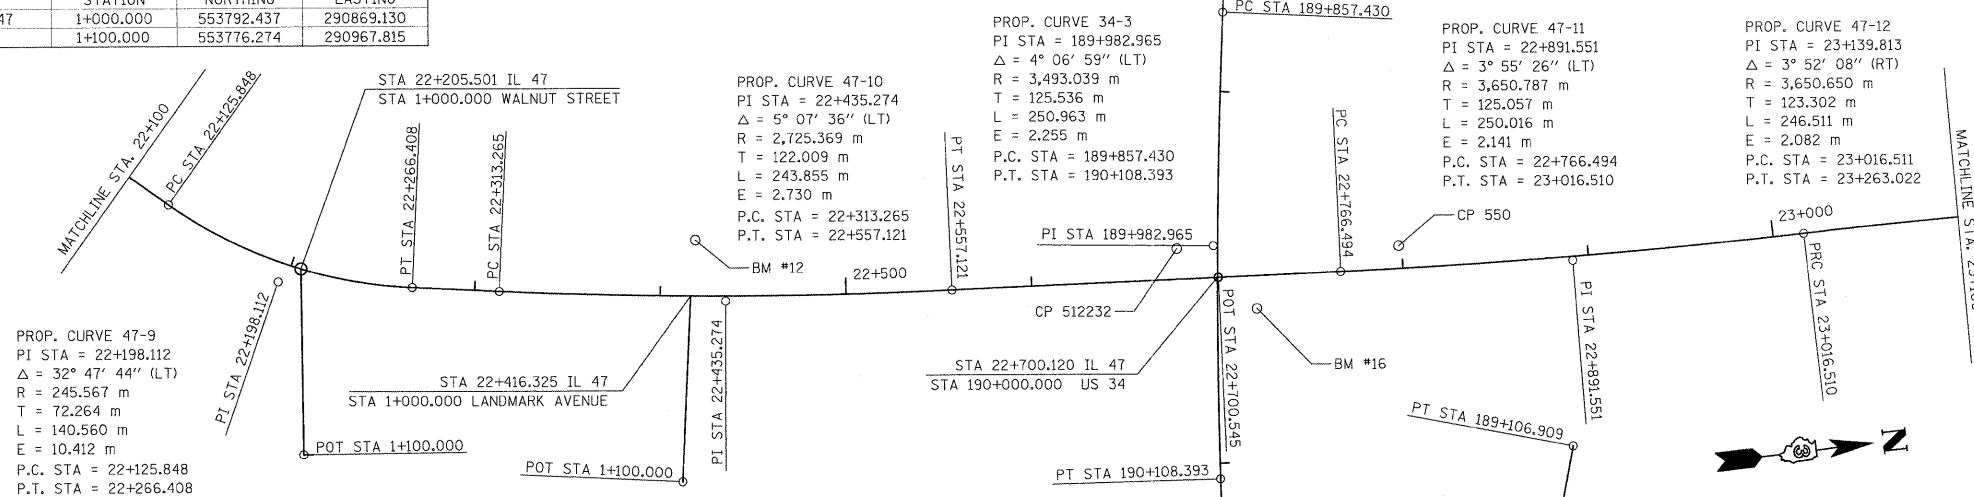 STATION NORTHING EASTING
47 1+000.000 553792.437 290869.130
1+100.000 553776.274 290967.815
MATCHLINE STA. 22+100
PC STA 22+125.848
STA 22+205.501 IL 47
STA 1+000.000 WALNUT STREET
PT STA 22+266.408
PC STA 22+313.265
PROP. CURVE 47-10
PI STA = 22+435.274
Δ = 5° 07' 36" (LT)
R = 2,725.369 m
T = 122.009 m
L = 243.855 m
E = 2.730 m
P.C. STA = 22+313.265
P.T. STA = 22+557.121
BM #12
22+500
PT STA 22+557.121
PROP. CURVE 34-3
PI STA = 189+982.965
Δ = 4° 06' 59" (LT)
R = 3,493.039 m
T = 125.536 m
L = 250.963 m
E = 2.255 m
P.C. STA = 189+857.430
P.T. STA = 190+108.393
PC STA 189+857.430
PI STA 189+982.965
CP 512232
PC STA 22+766.494
PROP. CURVE 47-11
PI STA = 22+891.551
Δ = 3° 55' 26" (LT)
R = 3,650.787 m
T = 125.057 m
L = 250.016 m
E = 2.141 m
P.C. STA = 22+766.494
P.T. STA = 23+016.510
CP 550
PROP. CURVE 47-12
PI STA = 23+139.813
Δ = 3° 52' 08" (RT)
R = 3,650.650 m
T = 123.302 m
L = 246.511 m
E = 2.082 m
P.C. STA = 23+016.511
P.T. STA = 23+263.022
23+000
MATCHLINE STA.
PRC STA 23+016.510
PI STA 22+891.551
PROP. CURVE 47-9
PI STA = 22+198.112
Δ = 32° 47' 44" (LT)
R = 245.567 m
T = 72.264 m
L = 140.560 m
E = 10.412 m
P.C. STA = 22+125.848
P.T. STA = 22+266.408
PI STA 22+198.112
STA 22+416.325 IL 47
STA 1+000.000 LANDMARK AVENUE
POT STA 1+100.000
POT STA 1+100.000
PI STA 22+435.274
STA 22+700.120 IL 47
STA 190+000.000 US 34
POT STA 22+700.545
BM #16
PT STA 190+108.393
PT STA 189+106.909
3
N